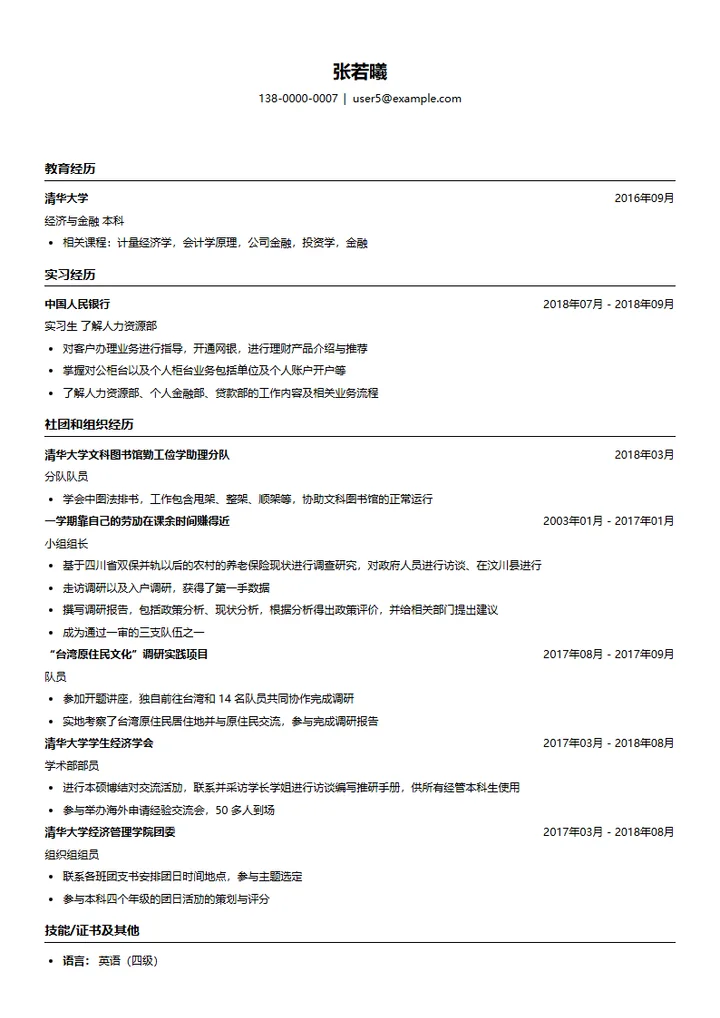 张若曦
138-0000-0007 | user5@example.com
教育经历
清华大学 2016年09月
经济与金融 本科
• 相关课程：计量经济学，会计学原理，公司金融，投资学，金融
实习经历
中国人民银行 2018年07月 - 2018年09月
实习生 了解人力资源部
• 对客户办理业务进行指导，开通网银，进行理财产品介绍与推荐
• 掌握对公柜台以及个人柜台业务包括单位及个人账户开户等
• 了解人力资源部、个人金融部、贷款部的工作内容及相关业务流程
社团和组织经历
清华大学文科图书馆勤工俭学助理分队 2018年03月
分队队员
• 学会中图法排书，工作包含甩架、整架、顺架等，协助文科图书馆的正常运行
一学期靠自己的劳动在课余时间赚得近 2003年01月 - 2017年01月
小组组长
• 基于四川省双保并轨以后的农村的养老保险现状进行调查研究，对政府人员进行访谈、在汶川县进行
• 走访调研以及入户调研，获得了第一手数据
• 撰写调研报告，包括政策分析、现状分析，根据分析得出政策评价，并给相关部门提出建议
• 成为通过一审的三支队伍之一
“台湾原住民文化”调研实践项目 2017年08月 - 2017年09月
队员
• 参加开题讲座，独自前往台湾和 14 名队员共同协作完成调研
• 实地考察了台湾原住民居住地并与原住民交流，参与完成调研报告
清华大学学生经济学会 2017年03月 - 2018年08月
学术部部员
• 进行本硕博结对交流活动，联系并采访学长学姐进行访谈编写推研手册，供所有经管本科生使用
• 参与举办海外申请经验交流会，50 多人到场
清华大学经济管理学院团委 2017年03月 - 2018年08月
组织组组员
• 联系各班团支书安排团日时间地点，参与主题选定
• 参与本科四个年级的团日活动的策划与评分
技能/证书及其他
• 语言： 英语（四级）